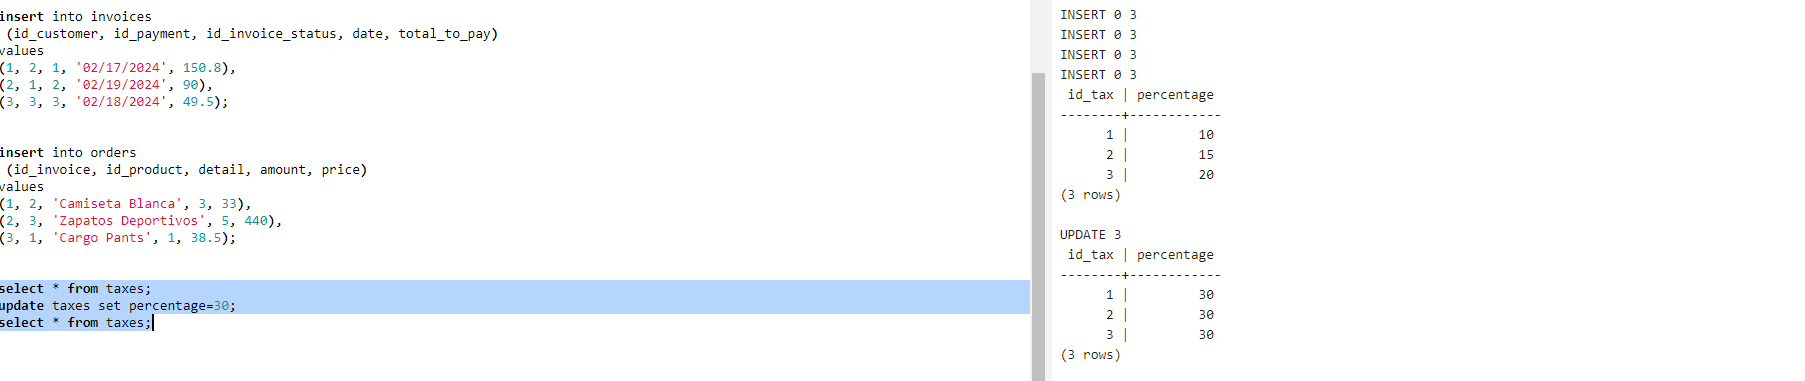 insert into invoices
(id_customer, id_payment, id_invoice_status, date, total_to_pay)
values
(1, 2, 1, '02/17/2024', 150.8),
(2, 1, 2, '02/19/2024', 90),
(3, 3, 3, '02/18/2024', 49.5);
insert into orders
(id_invoice, id_product, detail, amount, price)
values
(1, 2, 'Camiseta Blanca', 3, 33),
(2, 3, 'Zapatos Deportivos', 5, 440),
(3, 1, 'Cargo Pants', 1, 38.5);
select * from taxes;
update taxes set percentage=30;
select * from taxes;
INSERT 0 3
INSERT 0 3
INSERT 0 3
INSERT 0 3
id_tax | percentage
--------+------------
1 | 10
2 | 15
3 | 20
(3 rows)
UPDATE 3
id_tax | percentage
--------+------------
1 | 30
2 | 30
3 | 30
(3 rows)